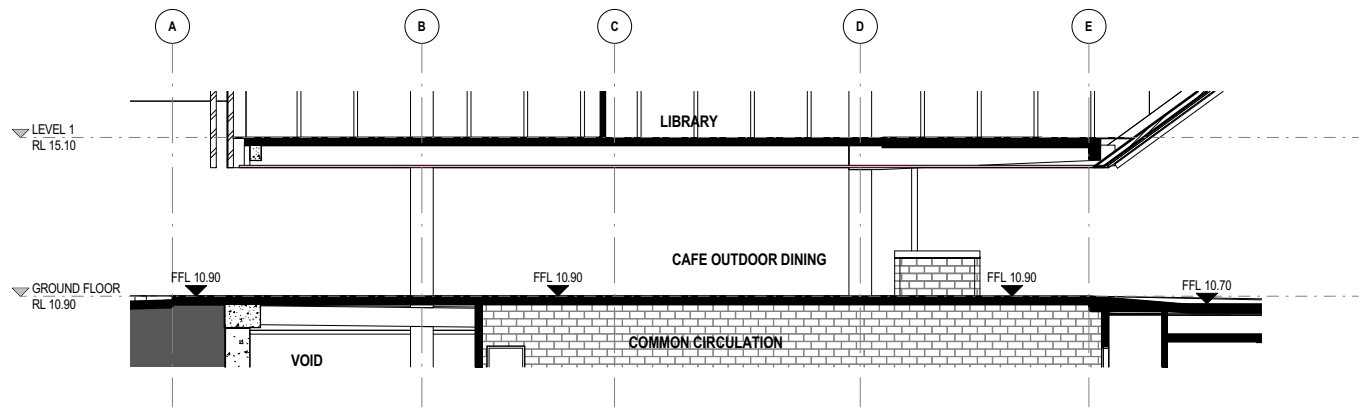 A
B
C
D
E
LIBRARY
LEVEL 1
RL 15.10
CAFE OUTDOOR DINING
FFL 10.90
FFL 10.90
FFL 10.90
FFL 10.70
GROUND FLOOR
RL 10.90
COMMON CIRCULATION
VOID